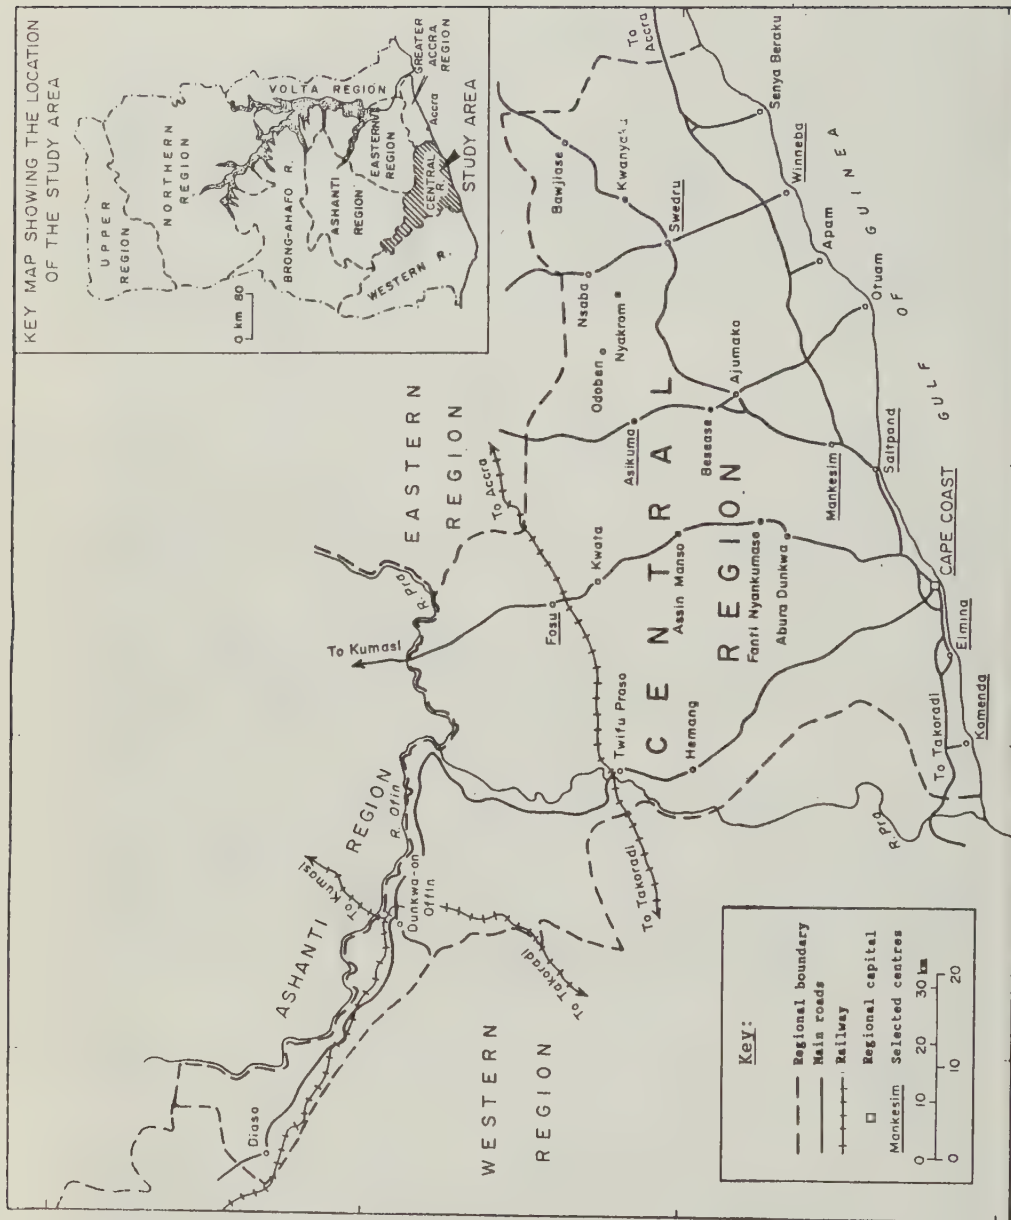 KEY MAP SHOWING THE LOCATION
OF THE STUDY AREA
UPPER
REGION
NORTHERN
REGION
VOLTA REGION
BRONG-AHAFO R.
ASHANTI
REGION
EASTERN
REGION
GREATER
ACCRA
REGION
Accra
CENTRAL
R.
WESTERN R.
STUDY AREA
0 km 80
ASHANTI
REGION
EASTERN
REGION
WESTERN
REGION
CENTRAL
REGION
GULF OF GUINEA
To Kumasi
R. Ofin
R. Pra
To Kumasi
To Accra
To Accra
Diaso
Dunkwa-on
Offin
To Takoradi
To Takoradi
Twifu Praso
Hemang
Fosu
Kwata
Assin Manso
Fanti Nyankumase
Abura Dunkwa
Asikuma
Besease
Ajumaka
Odoben
Nyakrom
Nsaba
Bawjiase
Kwanyaku
Swedru
Mankesim
Saltpand
CAPE COAST
Elmina
Komenda
To Takoradi
R. Pra
Otuam
Apam
Winneba
Senya Beraku
Key:
Regional boundary
Main roads
Railway
Regional capital
Mankesim Selected centres
0 10 20 30 km
0 10 20